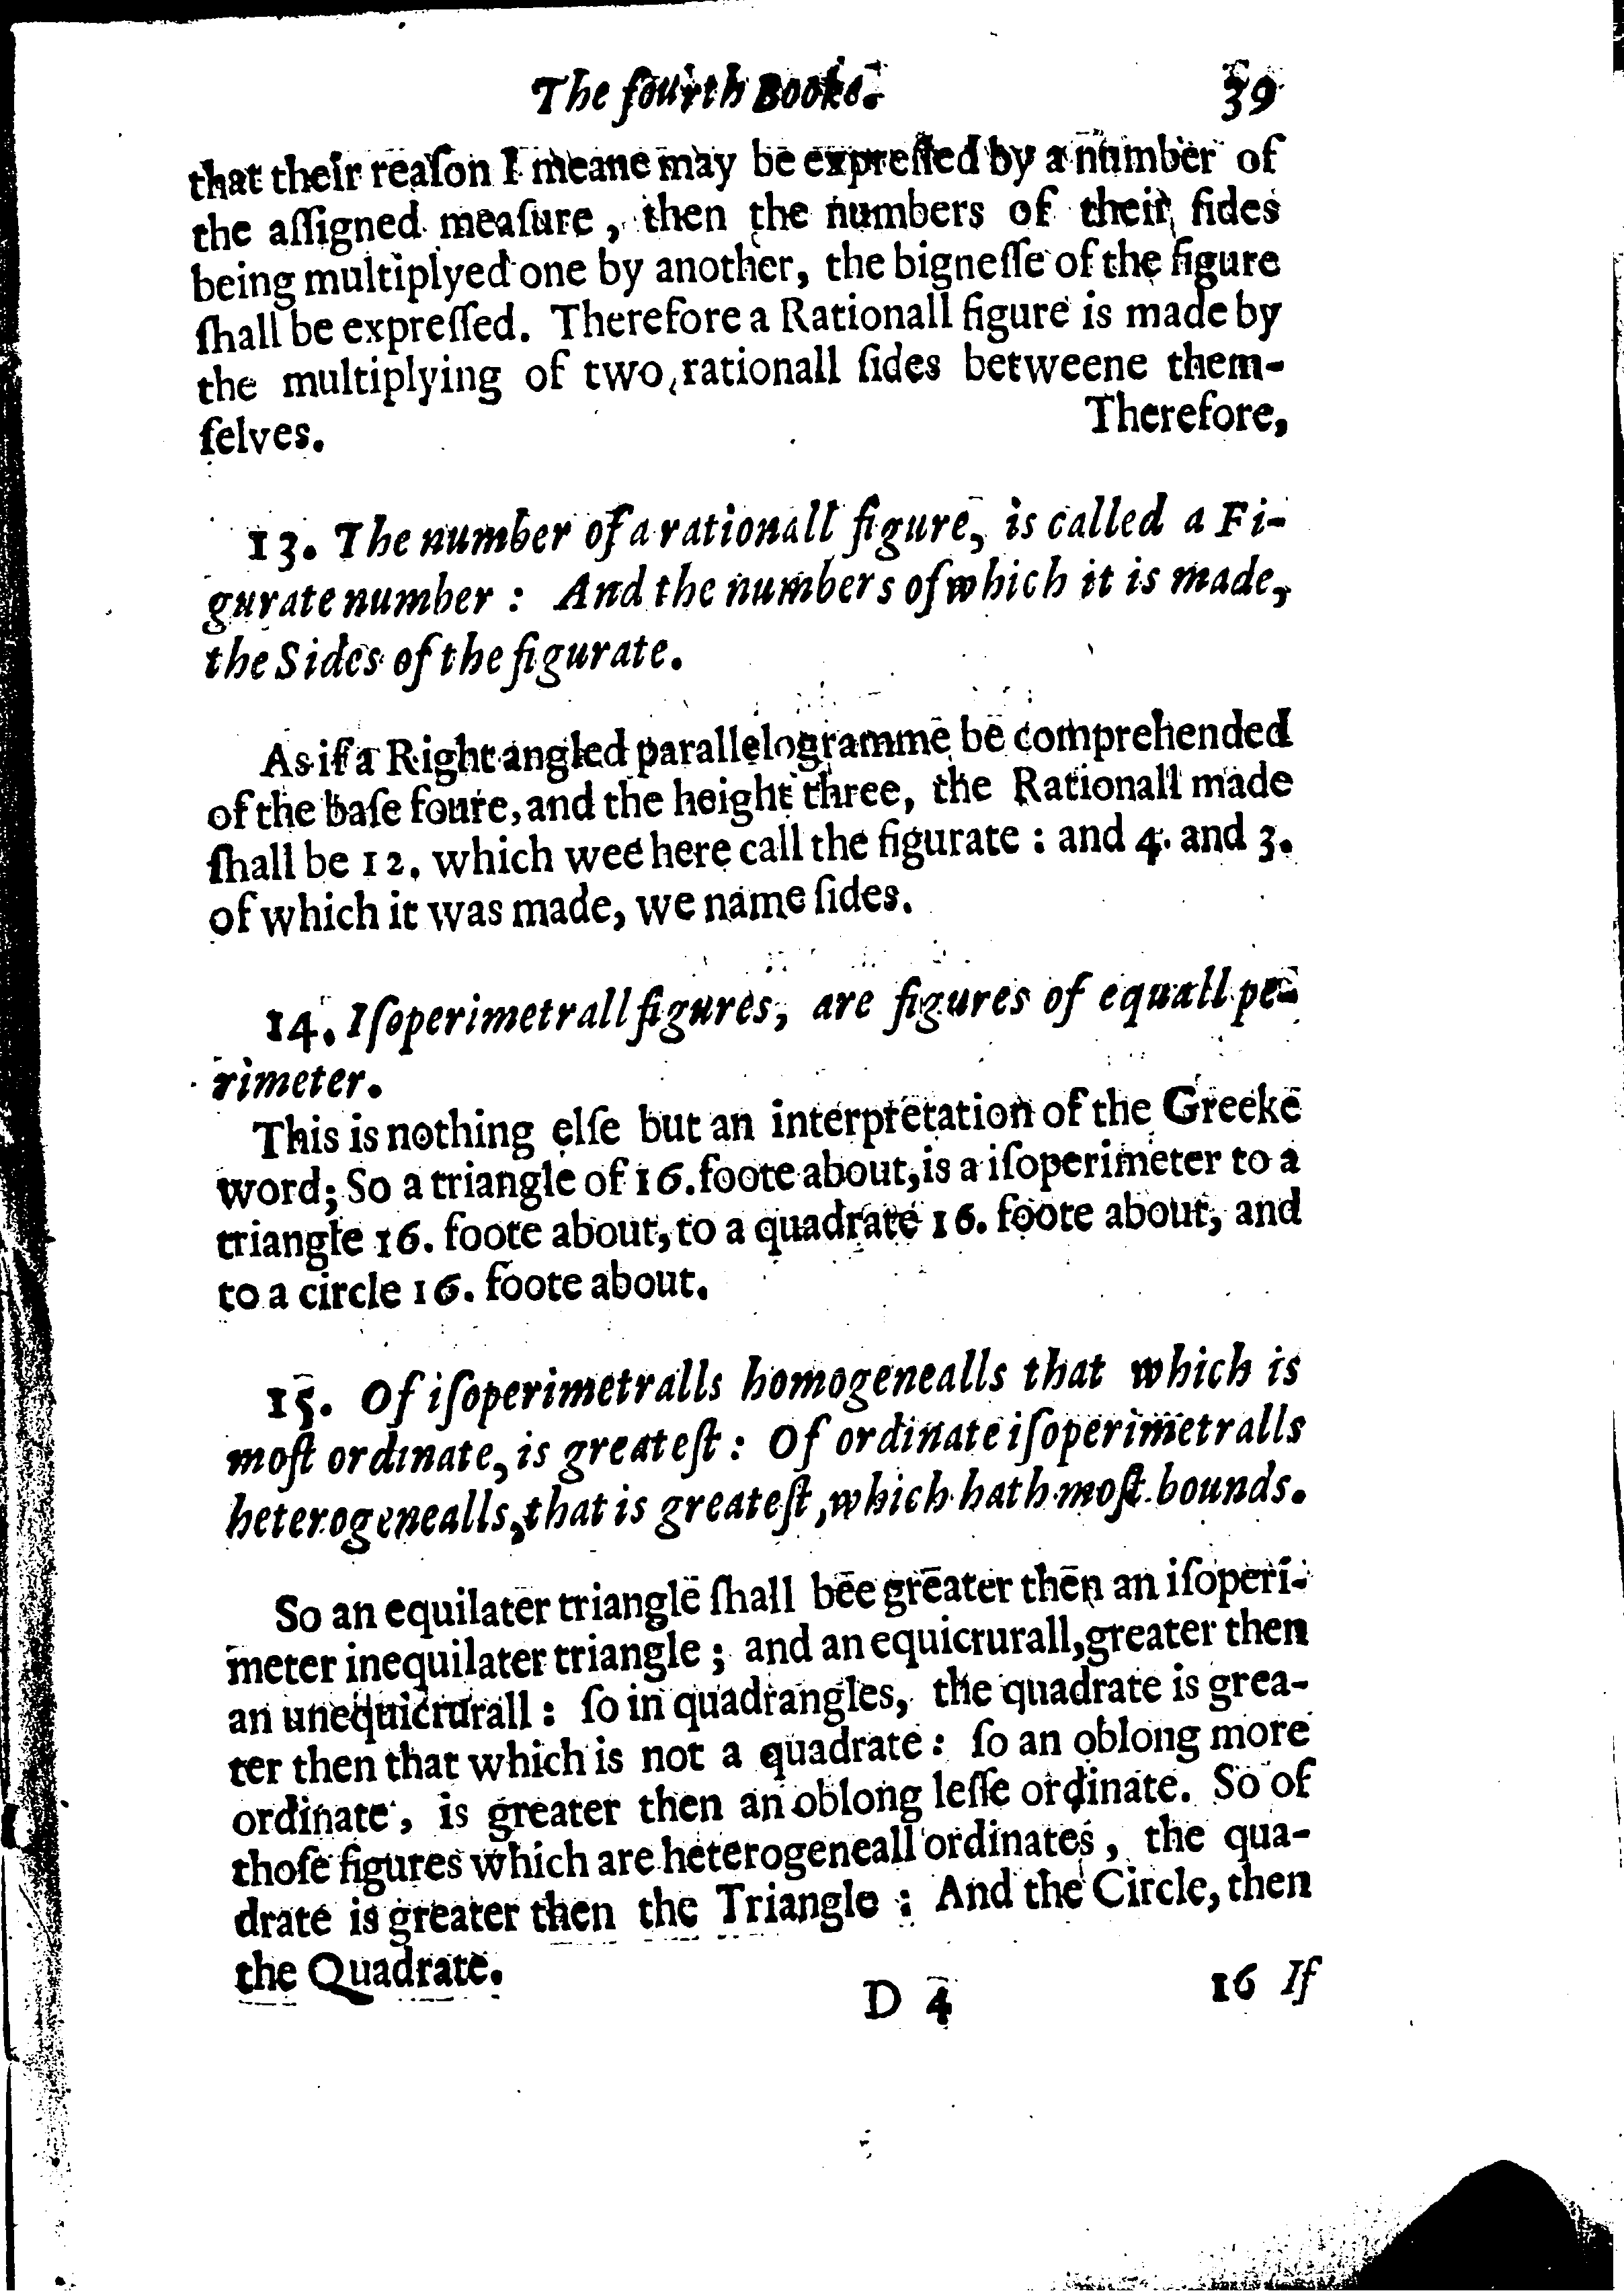 The fourth Booke. 39
that their reaſon I meane may be expreſſed by a number of
the aſſigned meaſure, then the numbers of their ſides
being multiplyed one by another, the bigneſſe of the figure
ſhall be expreſſed. Therefore a Rationall figure is made by
the multiplying of two rationall ſides betweene them-
ſelves. Therefore,
13. The number of a rationall figure, is called a Fi-
gurate number: And the numbers of which it is made,
the Sides of the figurate.
As if a Right angled parallelogramme be comprehended
of the baſe foure, and the height three, the Rationall made
ſhall be 12. which wee here call the figurate: and 4. and 3.
of which it was made, we name ſides.
14. Iſoperimetrall figures, are figures of equall pe-
rimeter.
This is nothing elſe but an interpretation of the Greeke
word; So a triangle of 16. foote about, is a iſoperimeter to a
triangle 16. foote about, to a quadrate 16. foote about, and
to a circle 16. foote about.
15. Of iſoperimetralls homogenealls that which is
moſt ordinate, is greateſt: Of ordinate iſoperimetralls
heterogenealls, that is greateſt, which hath moſt bounds.
So an equilater triangle ſhall bee greater then an iſoperi-
meter inequilater triangle; and an equicrurall, greater then
an unequicrurall: ſo in quadrangles, the quadrate is grea-
ter then that which is not a quadrate: ſo an oblong more
ordinate, is greater then an oblong leſſe ordinate. So of
thoſe figures which are heterogeneall ordinates, the qua-
drate is greater then the Triangle: And the Circle, then
the Quadrate.
D 4 16 If